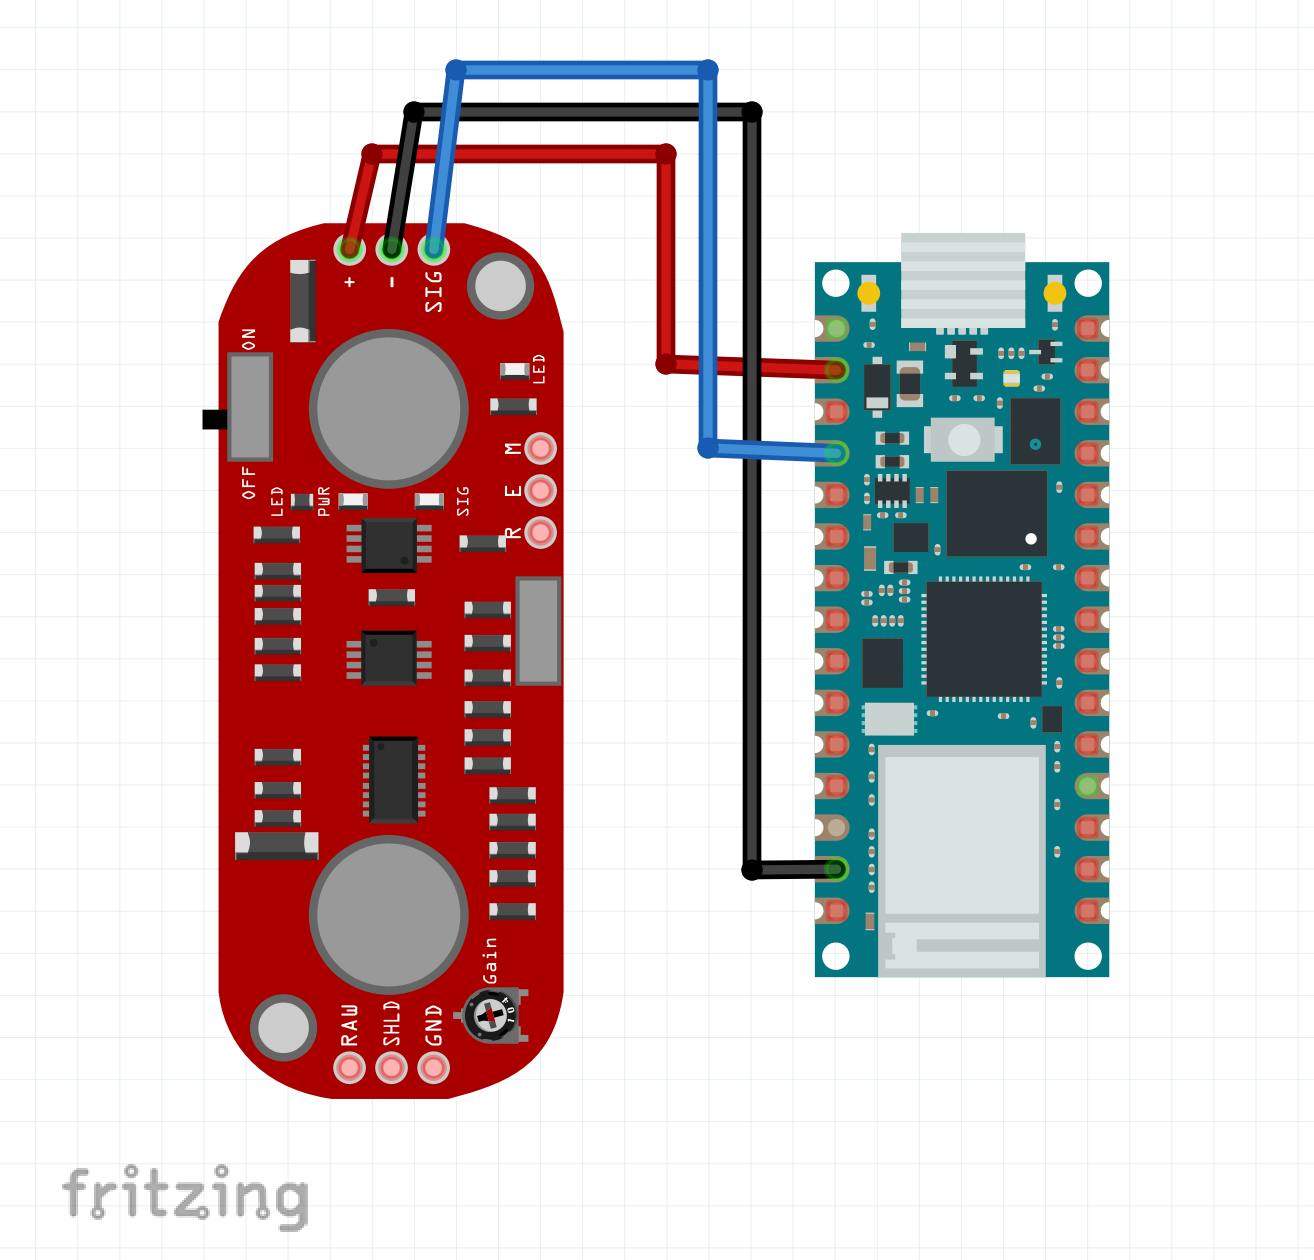 +
-
SIG
ON
OFF
LED
LED
PWR
SIG
M
E
R
Gain
RAW
SHLD
GND
fritzing